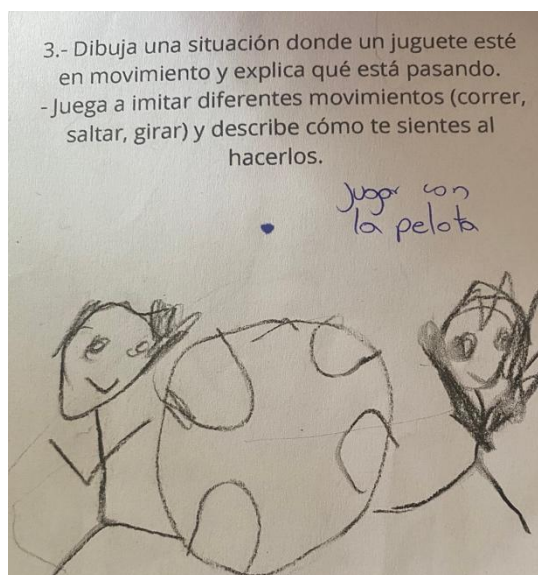 3.- Dibuja una situación donde un juguete esté
en movimiento y explica qué está pasando.
-Juega a imitar diferentes movimientos (correr,
saltar, girar) y describe cómo te sientes al
hacerlos.
Jugar con
la pelota